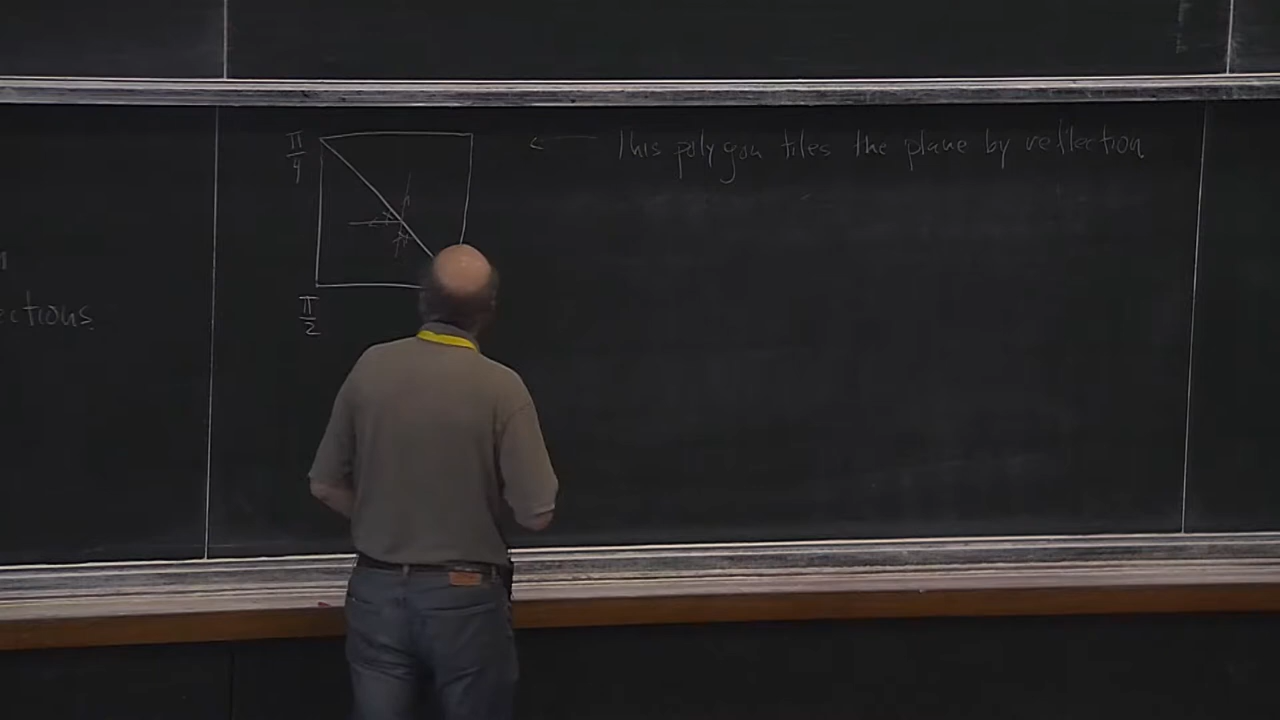 π/4
← This polygon tiles the plane by reflection
ections
π/2